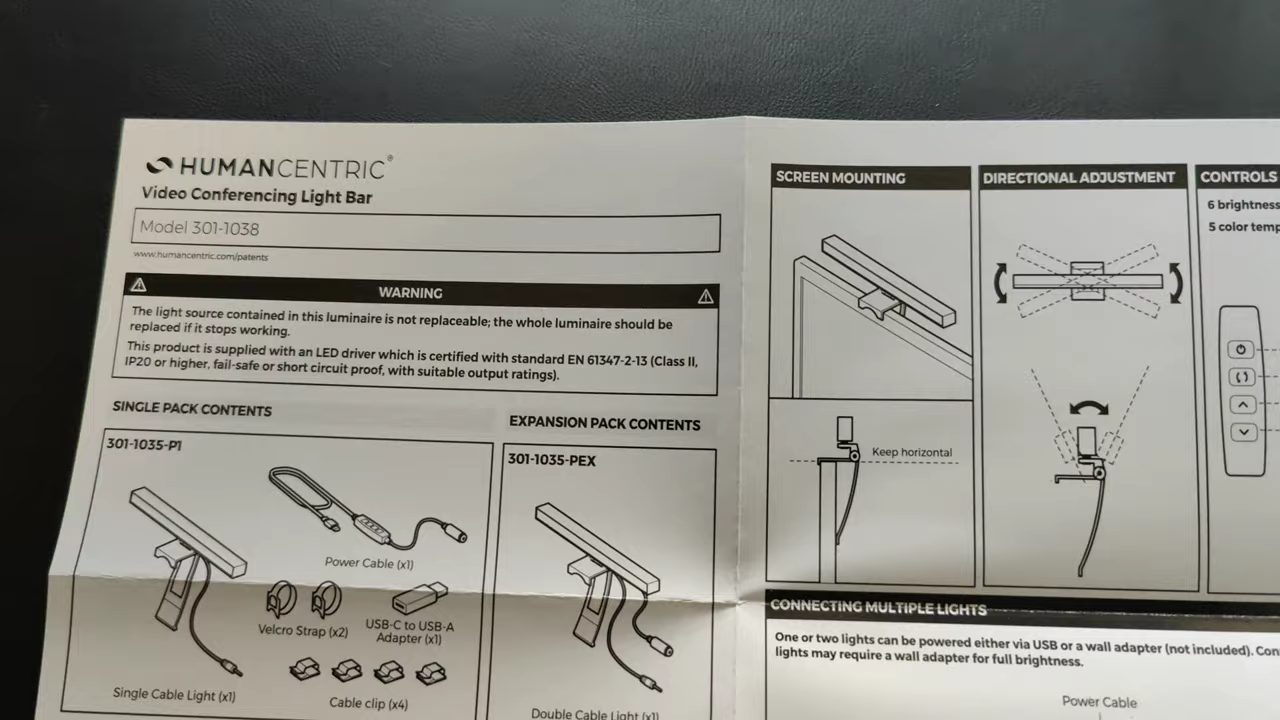 HUMANCENTRIC®
Video Conferencing Light Bar
Model 301-1038
www.humancentric.com/patents
WARNING
The light source contained in this luminaire is not replaceable; the whole luminaire should be
replaced if it stops working.
This product is supplied with an LED driver which is certified with standard EN 61347-2-13 (Class II,
IP20 or higher, fail-safe or short circuit proof, with suitable output ratings).
SINGLE PACK CONTENTS
301-1035-P1
Power Cable (x1)
Velcro Strap (x2)
USB-C to USB-A
Adapter (x1)
Single Cable Light (x1)
Cable clip (x4)
EXPANSION PACK CONTENTS
301-1035-PEX
Double Cable Light (x1)
SCREEN MOUNTING
Keep horizontal
DIRECTIONAL ADJUSTMENT
CONTROLS
6 brightness
5 color temp
CONNECTING MULTIPLE LIGHTS
One or two lights can be powered either via USB or a wall adapter (not included). Con
lights may require a wall adapter for full brightness.
Power Cable